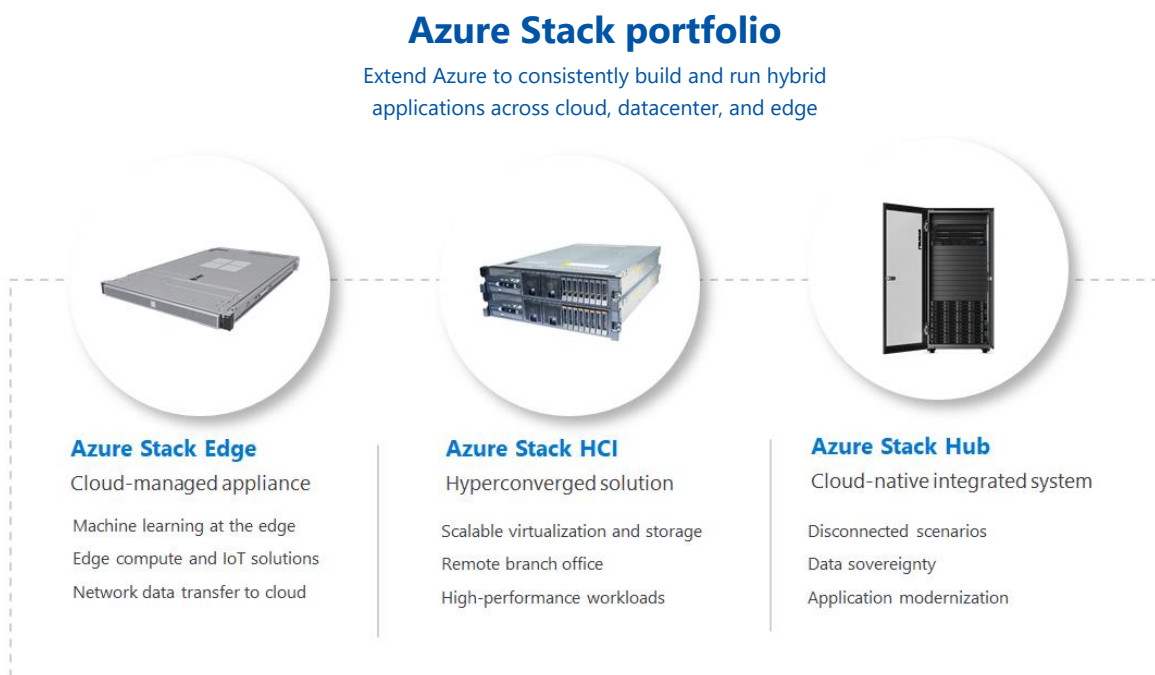 Azure Stack portfolio
Extend Azure to consistently build and run hybrid
applications across cloud, datacenter, and edge
Azure Stack Edge
Cloud-managed appliance
Machine learning at the edge
Edge compute and IoT solutions
Network data transfer to cloud
Azure Stack HCI
Hyperconverged solution
Scalable virtualization and storage
Remote branch office
High-performance workloads
Azure Stack Hub
Cloud-native integrated system
Disconnected scenarios
Data sovereignty
Application modernization